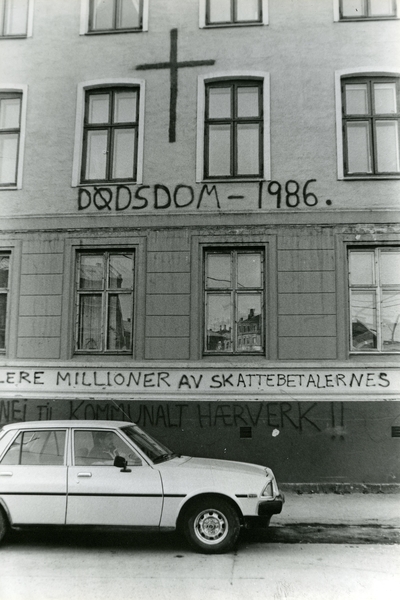 DØDSDOM - 1986.
LERE MILLIONER AV SKATTEBETALERNES
NEI TIL KOMMUNALT HÆRVERK !!